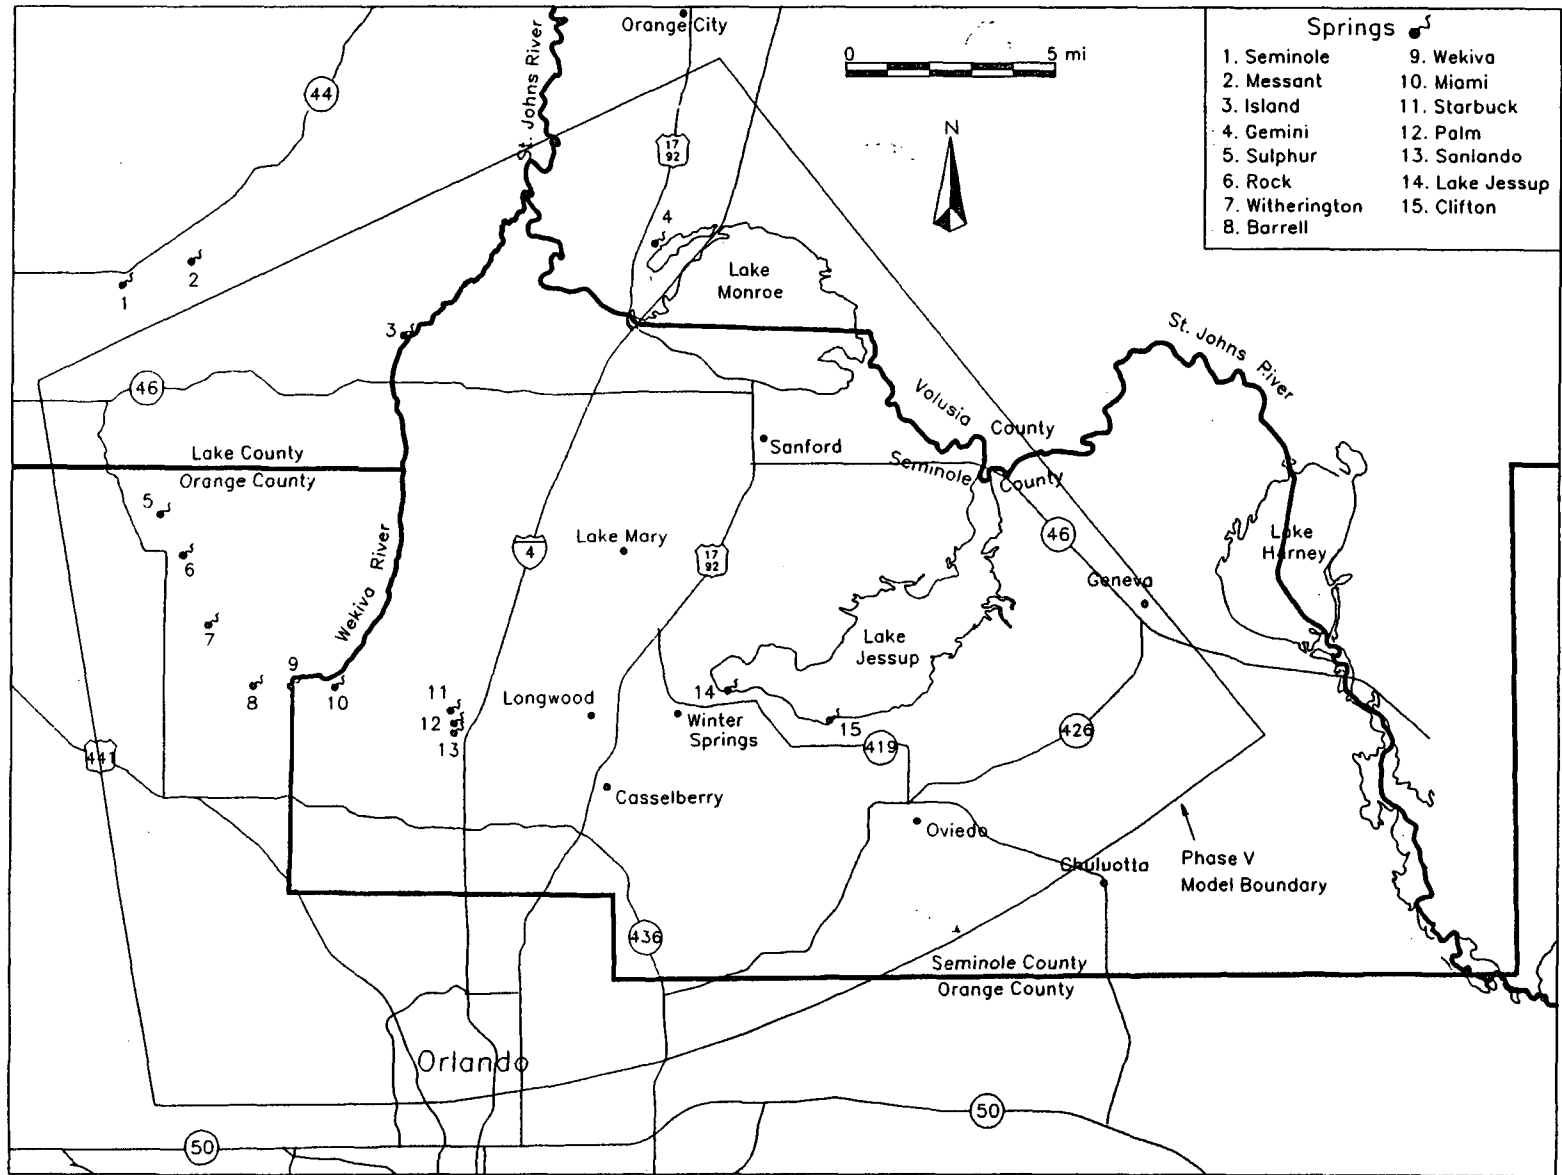 Orange City
St. Johns River
0 5 mi
Springs
1. Seminole
2. Messant
3. Island
4. Gemini
5. Sulphur
6. Rock
7. Witherington
8. Barrell
9. Wekiva
10. Miami
11. Starbuck
12. Palm
13. Sanlando
14. Lake Jessup
15. Clifton
44
17
92
N
4
2
1
Lake
Monroe
3
St. Johns River
46
Volusia County
Sanford
Seminole County
Lake County
Orange County
5
6
7
Wekiva River
4
Lake Mary
17
92
46
Lake
Harney
Geneva
Lake
Jessup
8
9
10
11
12
13
Longwood
14
Winter
Springs
15
419
426
441
Casselberry
Oviedo
Chuluotta
Phase V
Model Boundary
436
Seminole County
Orange County
Orlando
50
50